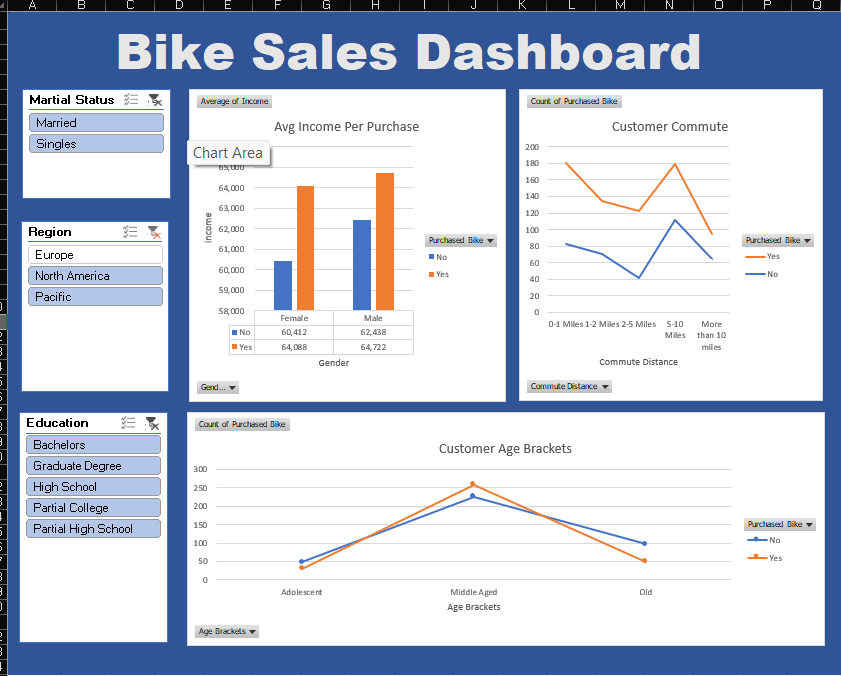 A B C D E F G H I J K L M N O P Q
Bike Sales Dashboard
Martial Status
Married
Singles
Region
Europe
North America
Pacific
Education
Bachelors
Graduate Degree
High School
Partial College
Partial High School
Average of Income
Avg Income Per Purchase
Chart Area
65,000
64,000
63,000
62,000
61,000
60,000
59,000
58,000
income
Female Male
No 60,412 62,438
Yes 64,088 64,722
Gender
Purchased Bike
No
Yes
Gend...
Count of Purchased Bike
Customer Commute
200
180
160
140
120
100
80
60
40
20
0
0-1 Miles 1-2 Miles 2-5 Miles 5-10 More
Miles than 10
miles
Commute Distance
Purchased Bike
Yes
No
Commute Distance
Count of Purchased Bike
Customer Age Brackets
300
250
200
150
100
50
0
Adolescent Middle Aged Old
Age Brackets
Purchased Bike
No
Yes
Age Brackets